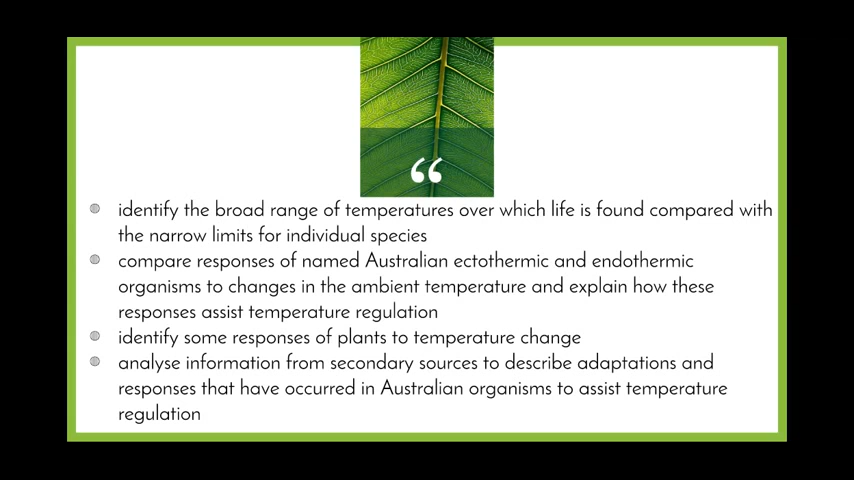 “
identify the broad range of temperatures over which life is found compared with
the narrow limits for individual species
compare responses of named Australian ectothermic and endothermic
organisms to changes in the ambient temperature and explain how these
responses assist temperature regulation
identify some responses of plants to temperature change
analyse information from secondary sources to describe adaptations and
responses that have occurred in Australian organisms to assist temperature
regulation